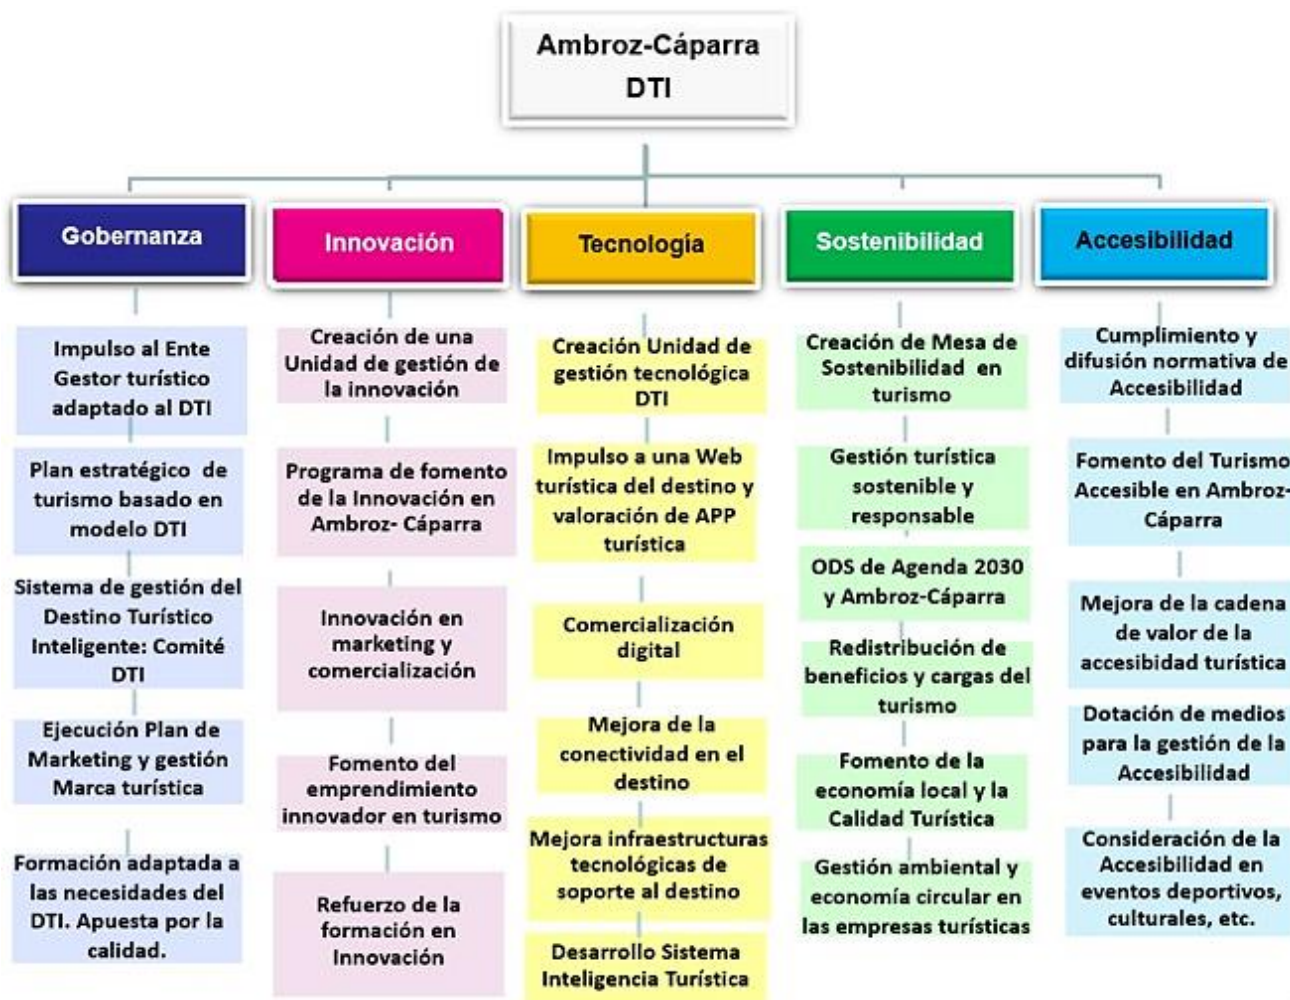 Ambroz-Cáparra
DTI
Gobernanza
Innovación
Tecnología
Sostenibilidad
Accesibilidad
Impulso al Ente
Gestor turístico
adaptado al DTI
Plan estratégico de
turismo basado en
modelo DTI
Sistema de gestión del
Destino Turístico
Inteligente: Comité
DTI
Ejecución Plan de
Marketing y gestión
Marca turística
Formación adaptada a
las necesidades del
DTI. Apuesta por la
calidad.
Creación de una
Unidad de gestión de
la innovación
Programa de fomento
de la Innovación en
Ambroz- Cáparra
Innovación en
marketing y
comercialización
Fomento del
emprendimiento
innovador en turismo
Refuerzo de la
formación en
Innovación
Creación Unidad de
gestión tecnológica
DTI
Impulso a una Web
turística del destino y
valoración de APP
turística
Comercialización
digital
Mejora de la
conectividad en el
destino
Mejora infraestructuras
tecnológicas de
soporte al destino
Desarrollo Sistema
Inteligencia Turística
Creación de Mesa de
Sostenibilidad en
turismo
Gestión turística
sostenible y
responsable
ODS de Agenda 2030
y Ambroz-Cáparra
Redistribución de
beneficios y cargas del
turismo
Fomento de la
economía local y la
Calidad Turística
Gestión ambiental y
economía circular en
las empresas turísticas
Cumplimiento y
difusión normativa de
Accesibilidad
Fomento del Turismo
Accesible en Ambroz-
Cáparra
Mejora de la cadena
de valor de la
accesibidad turística
Dotación de medios
para la gestión de la
Accesibilidad
Consideración de la
Accesibilidad en
eventos deportivos,
culturales, etc.